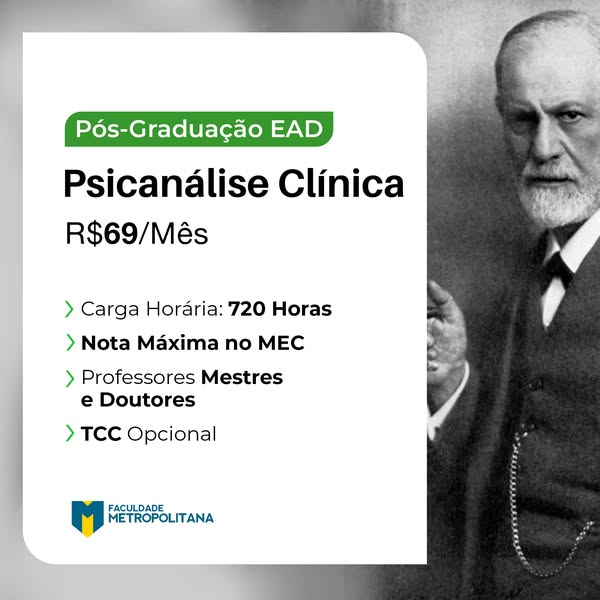 Pós-Graduação EAD
Psicanálise Clínica
R$69/Mês
Carga Horária: 720 Horas
Nota Máxima no MEC
Professores Mestres
e Doutores
TCC Opcional
FACULDADE
METROPOLITANA